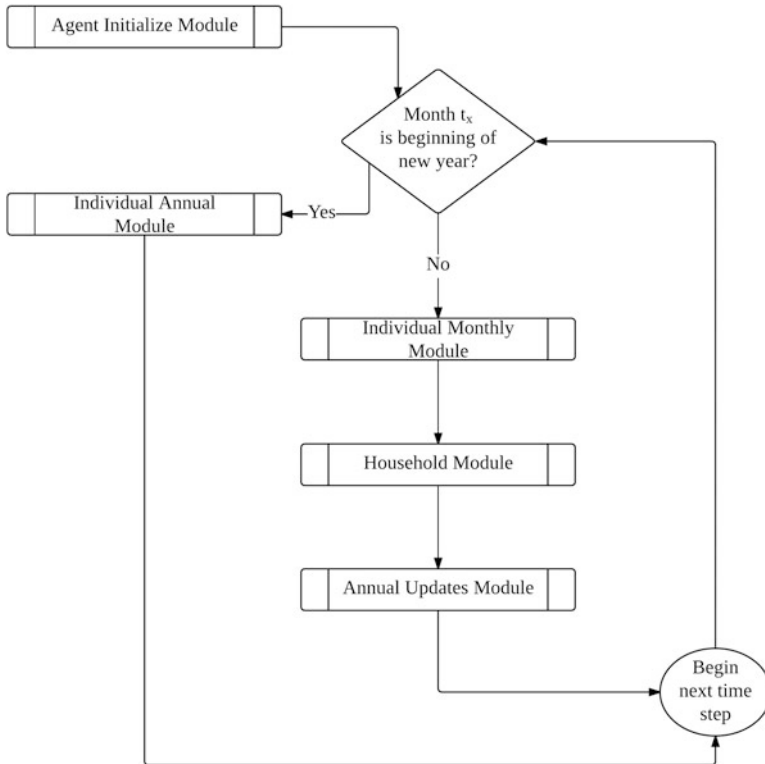 Agent Initialize Module
Month tₓ
is beginning of
new year?
Individual Annual
Module
Yes
No
Individual Monthly
Module
Household Module
Annual Updates Module
Begin
next time
step